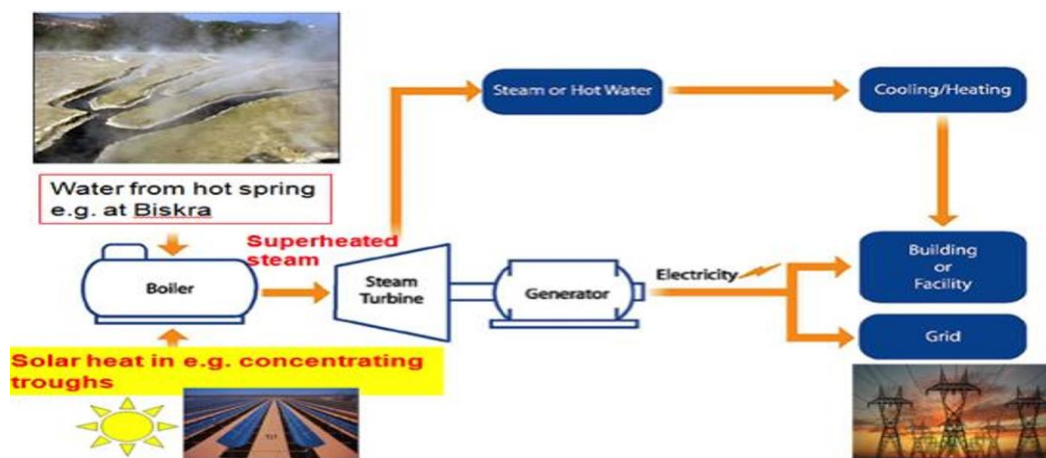 Steam or Hot Water
Cooling/Heating
Water from hot spring
e.g. at Biskra
Superheated
steam
Boiler
Steam
Turbine
Generator
Electricity
Building
or
Facility
Grid
Solar heat in e.g. concentrating
troughs